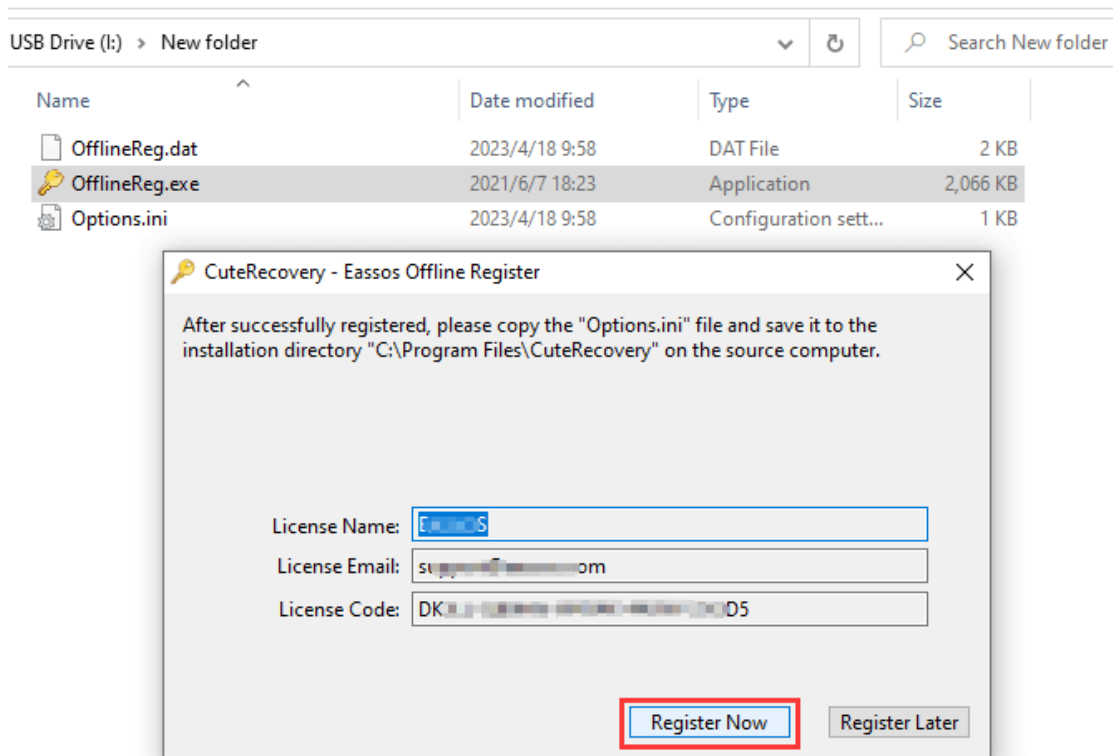 USB Drive (I:) > New folder
Search New folder
Name Date modified Type Size
OfflineReg.dat 2023/4/18 9:58 DAT File 2 KB
OfflineReg.exe 2021/6/7 18:23 Application 2,066 KB
Options.ini 2023/4/18 9:58 Configuration sett... 1 KB
CuteRecovery - Eassos Offline Register
After successfully registered, please copy the "Options.ini" file and save it to the
installation directory "C:\Program Files\CuteRecovery" on the source computer.
License Name:
License Email:
License Code:
Register Now Register Later